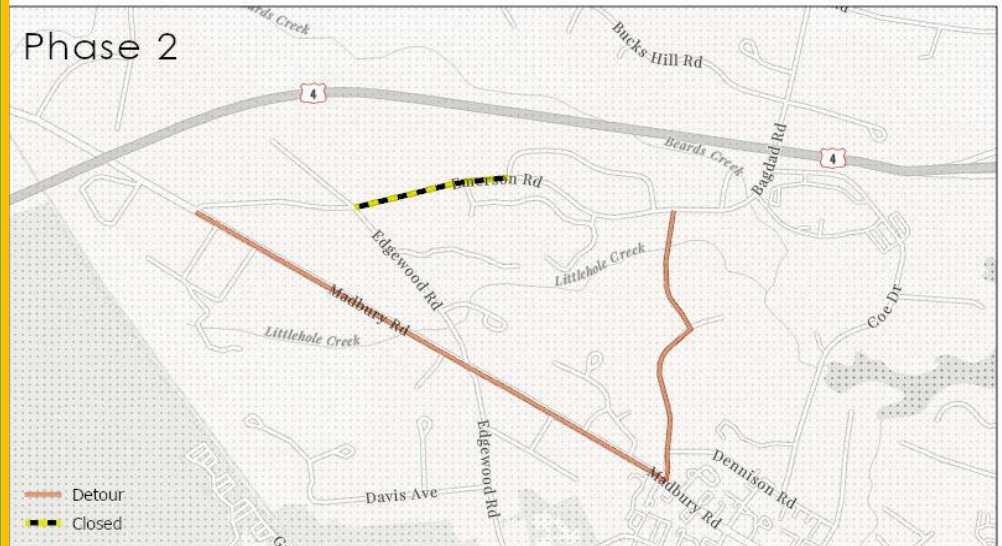 Beards Creek
Phase 2
Bucks Hill Rd
4
Beards Creek
4
Bagdad Rd
Emerson Rd
Edgewood Rd
Littlehole Creek
Madbury Rd
Littlehole Creek
Coe Dr
Edgewood Rd
Dennison Rd
Madbury Rd
Davis Ave
Detour
Closed